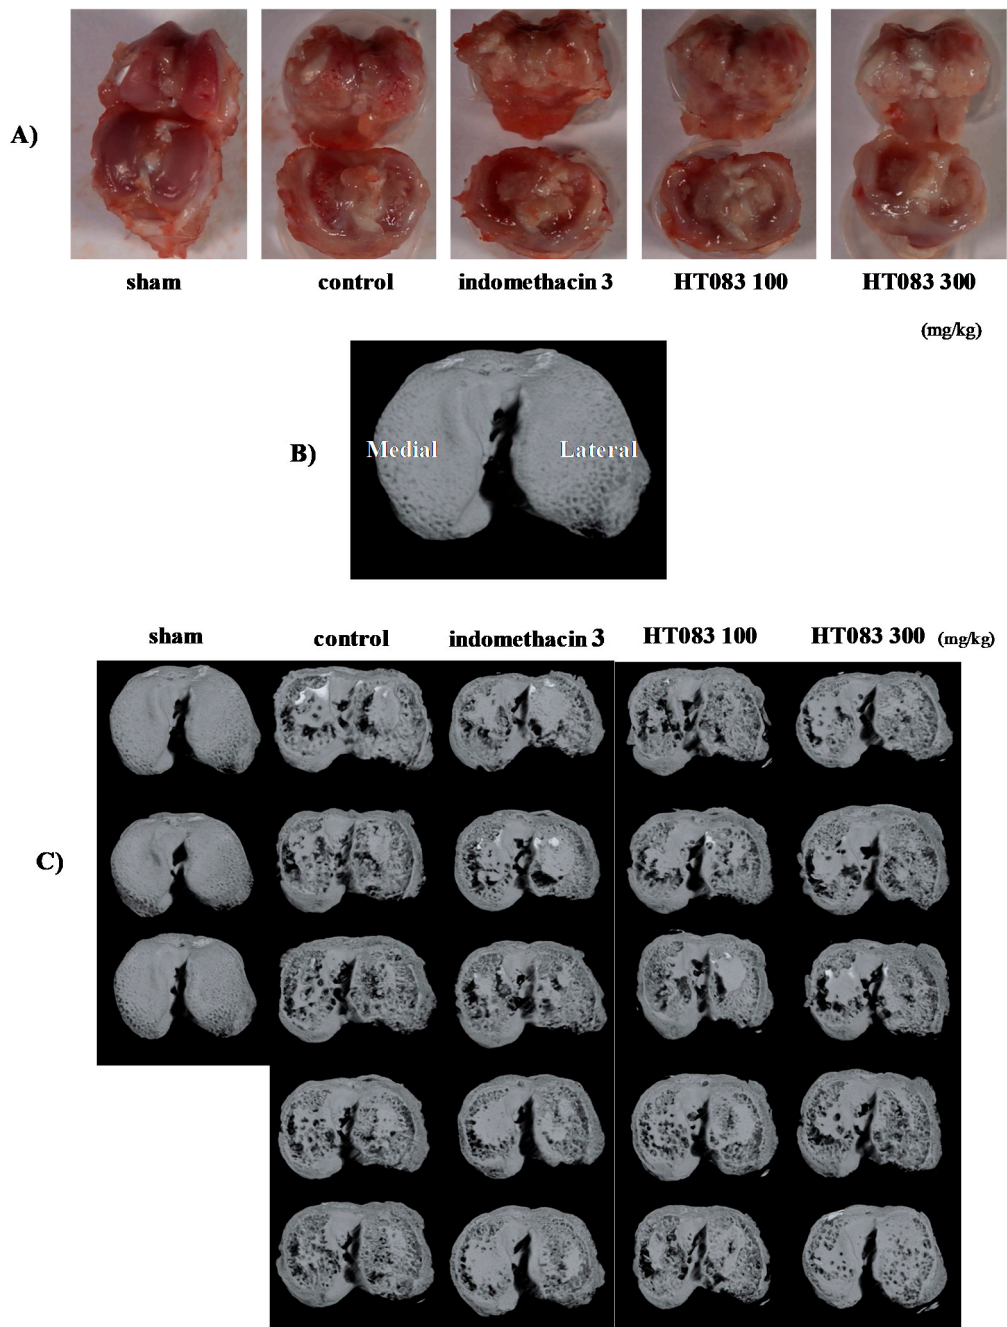 A)
sham control indomethacin 3 HT083 100 HT083 300
(mg/kg)
B)
Medial Lateral
sham control indomethacin 3 HT083 100 HT083 300 (mg/kg)
C)